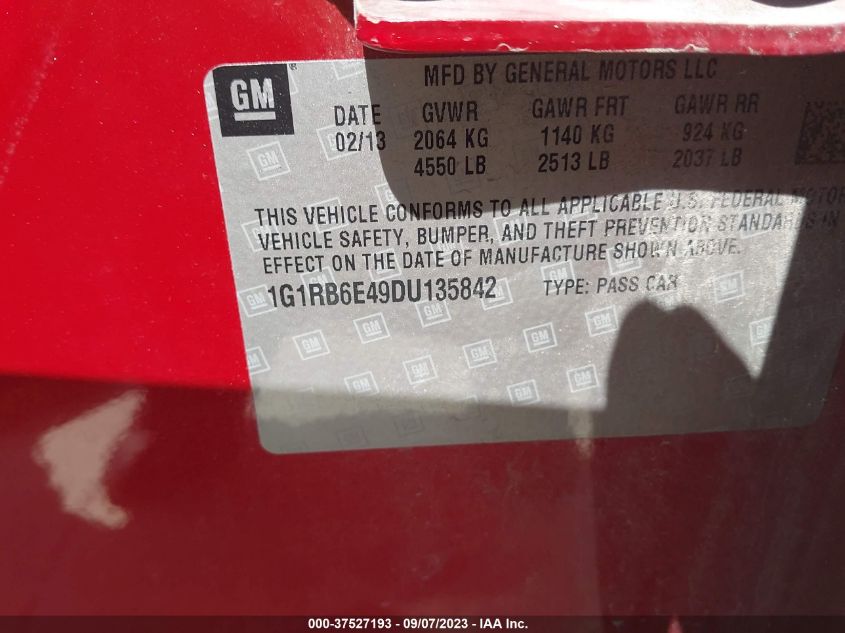 GM ® MFD BY GENERAL MOTORS LLC
DATE GVWR GAWR FRT GAWR RR
02/13 2064 KG 1140 KG 924 KG
4550 LB 2513 LB 2037 LB
THIS VEHICLE CONFORMS TO ALL APPLICABLE U.S. FEDERAL MOTOR
VEHICLE SAFETY, BUMPER, AND THEFT PREVENTION STANDARDS IN
EFFECT ON THE DATE OF MANUFACTURE SHOWN ABOVE.
1G1RB6E49DU135842 TYPE: PASS CAR
000-37527193 - 09/07/2023 - IAA Inc.